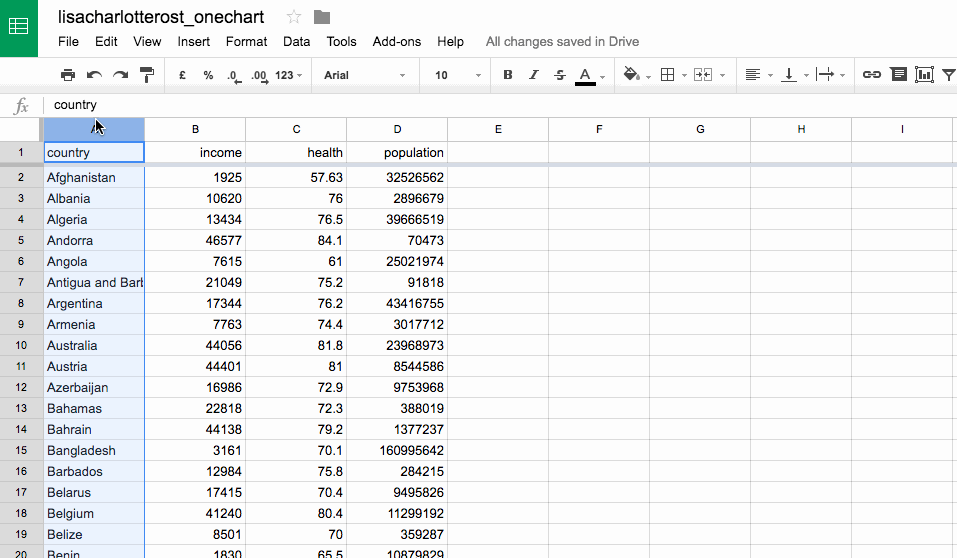 lisacharlotterost_onechart
File Edit View Insert Format Data Tools Add-ons Help All changes saved in Drive
£ % .0 .00 123 Arial 10 B I S A
fx country
B C D E F G H I
1 country income health population
2 Afghanistan 1925 57.63 32526562
3 Albania 10620 76 2896679
4 Algeria 13434 76.5 39666519
5 Andorra 46577 84.1 70473
6 Angola 7615 61 25021974
7 Antigua and Barb 21049 75.2 91818
8 Argentina 17344 76.2 43416755
9 Armenia 7763 74.4 3017712
10 Australia 44056 81.8 23968973
11 Austria 44401 81 8544586
12 Azerbaijan 16986 72.9 9753968
13 Bahamas 22818 72.3 388019
14 Bahrain 44138 79.2 1377237
15 Bangladesh 3161 70.1 160995642
16 Barbados 12984 75.8 284215
17 Belarus 17415 70.4 9495826
18 Belgium 41240 80.4 11299192
19 Belize 8501 70 359287
20 Benin 1830 65.5 10879829